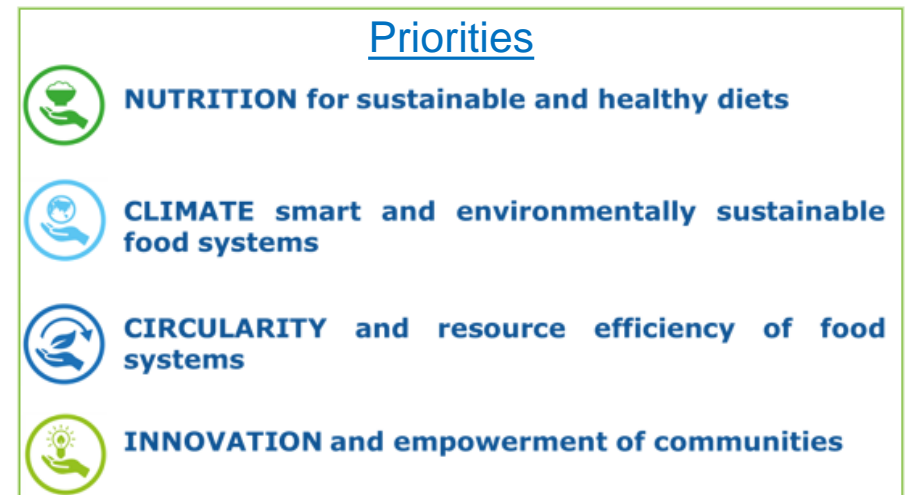 Priorities
NUTRITION for sustainable and healthy diets
CLIMATE smart and environmentally sustainable
food systems
CIRCULARITY and resource efficiency of food
systems
INNOVATION and empowerment of communities